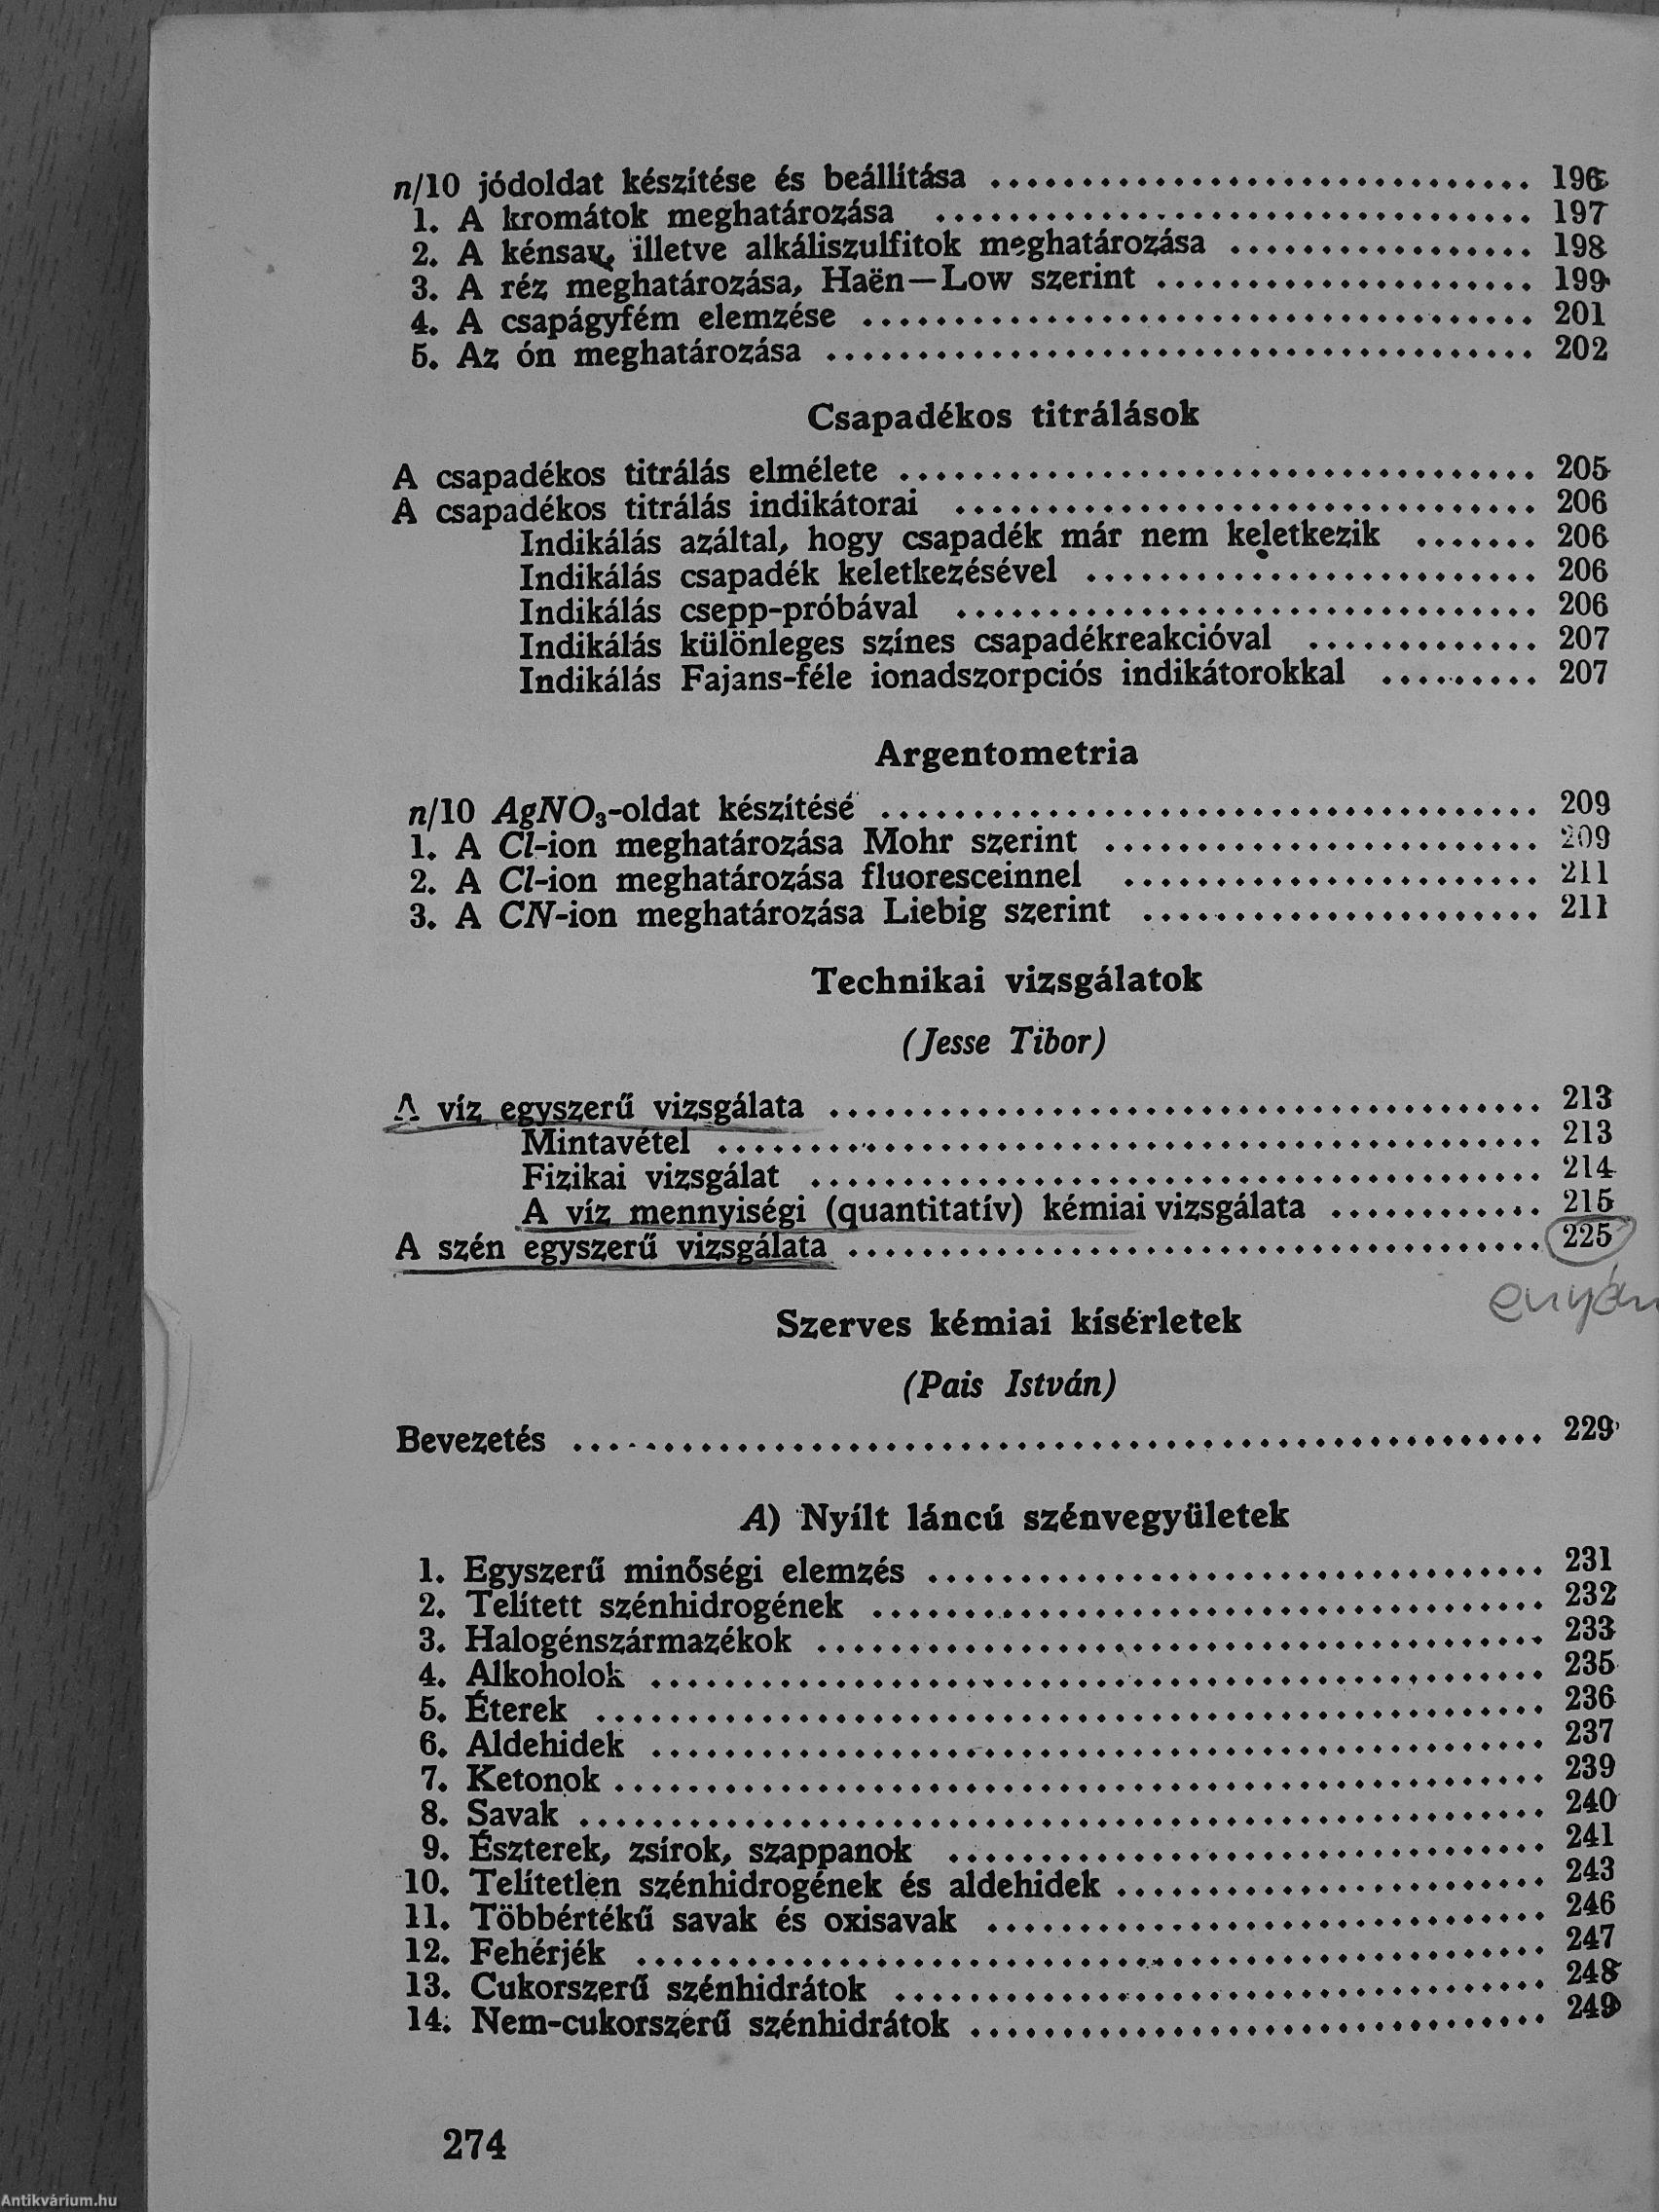 n/10 jódoldat készítése és beállítása .............................. 196
1. A kromátok meghatározása ................................ 197
2. A kénsav, illetve alkáliszulfitok meghatározása ................. 198
3. A réz meghatározása, Haën—Low szerint ..................... 199
4. A csapágyfém elemzése ..................................... 201
5. Az ón meghatározása ....................................... 202
Csapadékos titrálások
A csapadékos titrálás elmélete ................................... 205
A csapadékos titrálás indikátorai ................................ 206
Indikálás azáltal, hogy csapadék már nem keletkezik ....... 206
Indikálás csapadék keletkezésével ......................... 206
Indikálás csepp-próbával ................................ 206
Indikálás különleges színes csapadékreakcióval ............. 207
Indikálás Fajans-féle ionadszorpciós indikátorokkal ......... 207
Argentometria
n/10 AgNO₃-oldat készítése .................................... 209
1. A Cl-ion meghatározása Mohr szerint ........................ 209
2. A Cl-ion meghatározása fluoresceinnel ....................... 211
3. A CN-ion meghatározása Liebig szerint ...................... 211
Technikai vizsgálatok
(Jesse Tibor)
A víz egyszerű vizsgálata ....................................... 213
Mintavétel ............................................. 213
Fizikai vizsgálat ........................................ 214
A víz mennyiségi (quantitatív) kémiai vizsgálata ............ 215
A szén egyszerű vizsgálata ...................................... 225
Szerves kémiai kísérletek
(Pais István)
Bevezetés ..................................................... 229
A) Nyílt láncú szénvegyületek
1. Egyszerű minőségi elemzés .................................. 231
2. Telített szénhidrogének ..................................... 232
3. Halogénszármazékok ........................................ 233
4. Alkoholok ................................................. 235
5. Éterek .................................................... 236
6. Aldehidek ................................................. 237
7. Ketonok ................................................... 239
8. Savak ..................................................... 240
9. Észterek, zsírok, szappanok ................................. 241
10. Telítetlen szénhidrogének és aldehidek ........................ 243
11. Többértékű savak és oxisavak ............................... 246
12. Fehérjék .................................................. 247
13. Cukorszerű szénhidrátok .................................... 248
14. Nem-cukorszerű szénhidrátok ................................ 249
274
Antikvárium.hu